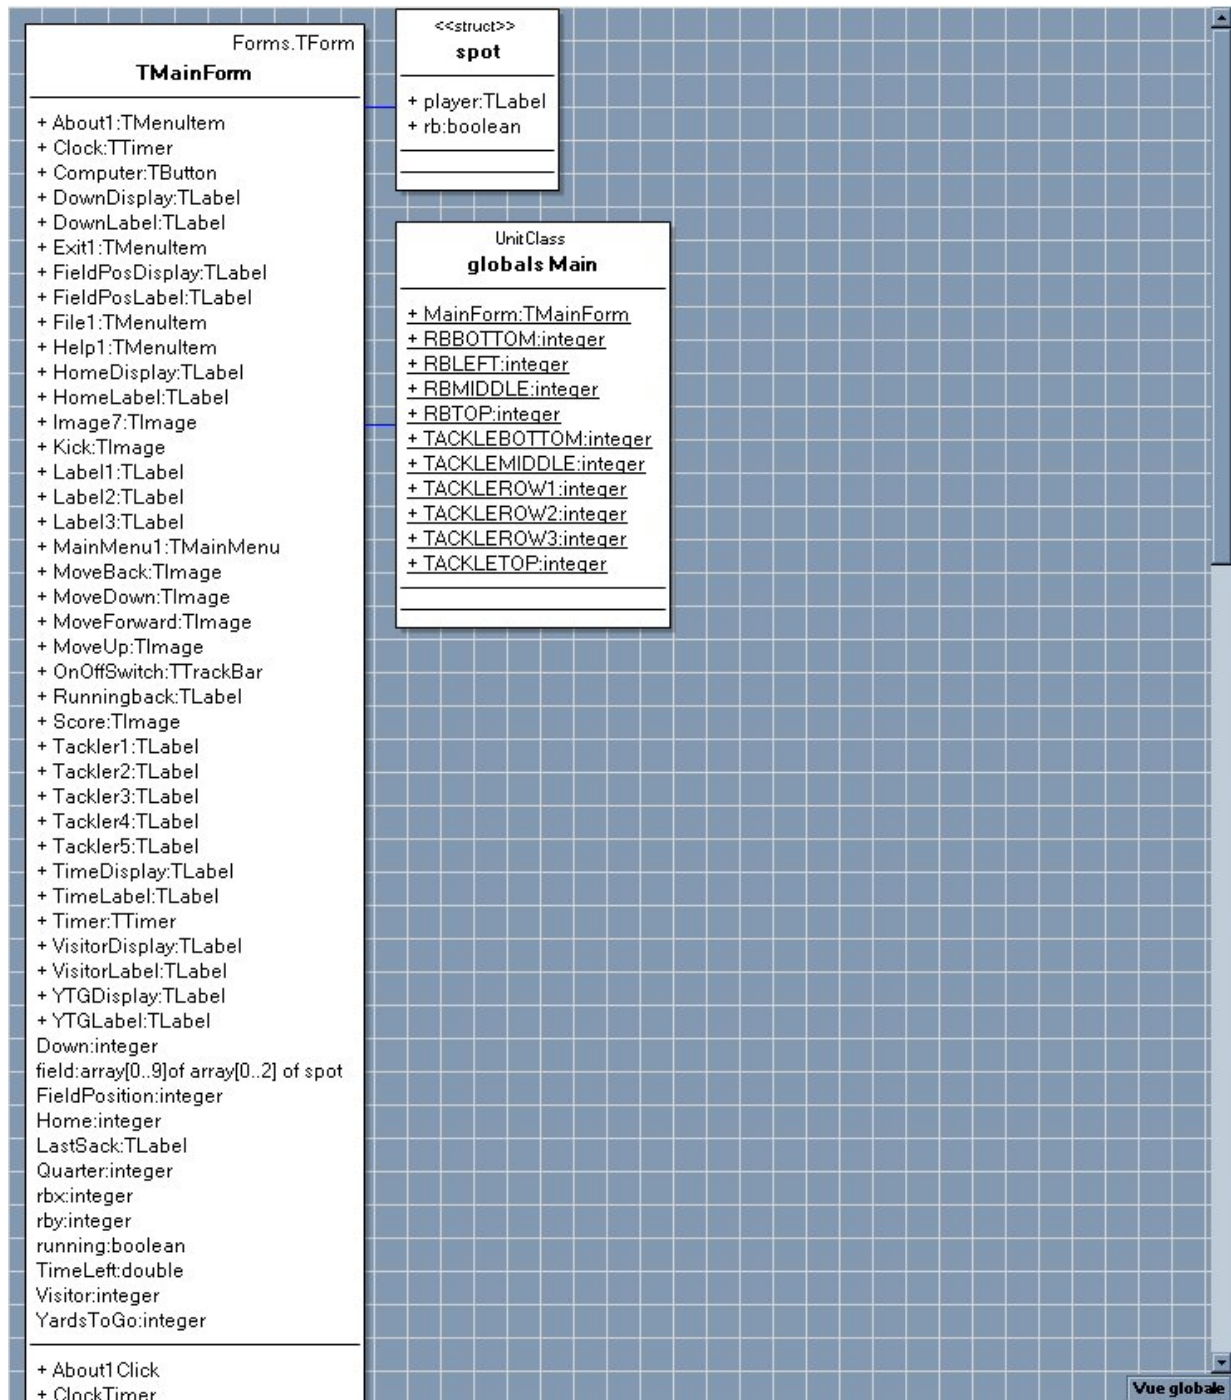 Forms.TForm
TMainForm
+ About1:TMenuItem
+ Clock:TTimer
+ Computer:TButton
+ DownDisplay:TLabel
+ DownLabel:TLabel
+ Exit1:TMenuItem
+ FieldPosDisplay:TLabel
+ FieldPosLabel:TLabel
+ File1:TMenuItem
+ Help1:TMenuItem
+ HomeDisplay:TLabel
+ HomeLabel:TLabel
+ Image7:TImage
+ Kick:TImage
+ Label1:TLabel
+ Label2:TLabel
+ Label3:TLabel
+ MainMenu1:TMainMenu
+ MoveBack:TImage
+ MoveDown:TImage
+ MoveForward:TImage
+ MoveUp:TImage
+ OnOffSwitch:TTrackBar
+ Runningback:TLabel
+ Score:TImage
+ Tackler1:TLabel
+ Tackler2:TLabel
+ Tackler3:TLabel
+ Tackler4:TLabel
+ Tackler5:TLabel
+ TimeDisplay:TLabel
+ TimeLabel:TLabel
+ Timer:TTimer
+ VisitorDisplay:TLabel
+ VisitorLabel:TLabel
+ YTGDisplay:TLabel
+ YTGLabel:TLabel
Down:integer
field:array[0..9]of array[0..2] of spot
FieldPosition:integer
Home:integer
LastSack:TLabel
Quarter:integer
rbx:integer
rby:integer
running:boolean
TimeLeft:double
Visitor:integer
YardsToGo:integer
+ About1Click
+ ClockTimer
<<struct>>
spot
+ player:TLabel
+ rb:boolean
UnitClass
globals Main
+ MainForm:TMainForm
+ RBBOTTOM:integer
+ RBLEFT:integer
+ RBMIDDLE:integer
+ RBTOP:integer
+ TACKLEBOTTOM:integer
+ TACKLEMIDDLE:integer
+ TACKLEROW1:integer
+ TACKLEROW2:integer
+ TACKLEROW3:integer
+ TACKLETOP:integer
Vue globale